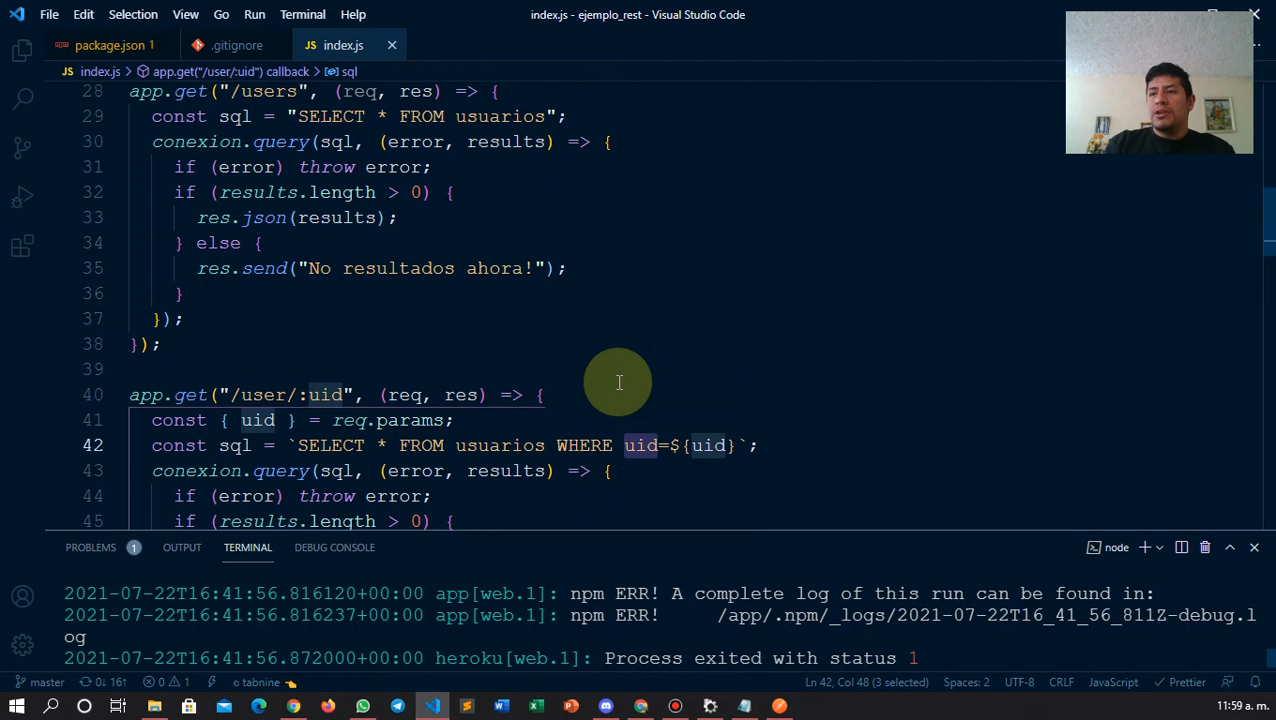 File Edit Selection View Go Run Terminal Help
index.js - ejemplo_rest - Visual Studio Code
package.json 1
.gitignore
JS index.js
JS index.js > app.get("/user/:uid") callback > sql
28 app.get("/users", (req, res) => {
29 const sql = "SELECT * FROM usuarios";
30 conexion.query(sql, (error, results) => {
31 if (error) throw error;
32 if (results.length > 0) {
33 res.json(results);
34 } else {
35 res.send("No resultados ahora!");
36 }
37 });
38 });
39
40 app.get("/user/:uid", (req, res) => {
41 const { uid } = req.params;
42 const sql = `SELECT * FROM usuarios WHERE uid=${uid}`;
43 conexion.query(sql, (error, results) => {
44 if (error) throw error;
45 if (results.length > 0) {
PROBLEMS 1 OUTPUT TERMINAL DEBUG CONSOLE
node
2021-07-22T16:41:56.816120+00:00 app[web.1]: npm ERR! A complete log of this run can be found in:
2021-07-22T16:41:56.816237+00:00 app[web.1]: npm ERR!     /app/.npm/_logs/2021-07-22T16_41_56_811Z-debug.l
og
2021-07-22T16:41:56.872000+00:00 heroku[web.1]: Process exited with status 1
master 0↓ 16↑ 0 1 tabnine
Ln 42, Col 48 (3 selected) Spaces: 2 UTF-8 CRLF JavaScript Prettier
11:59 a. m.